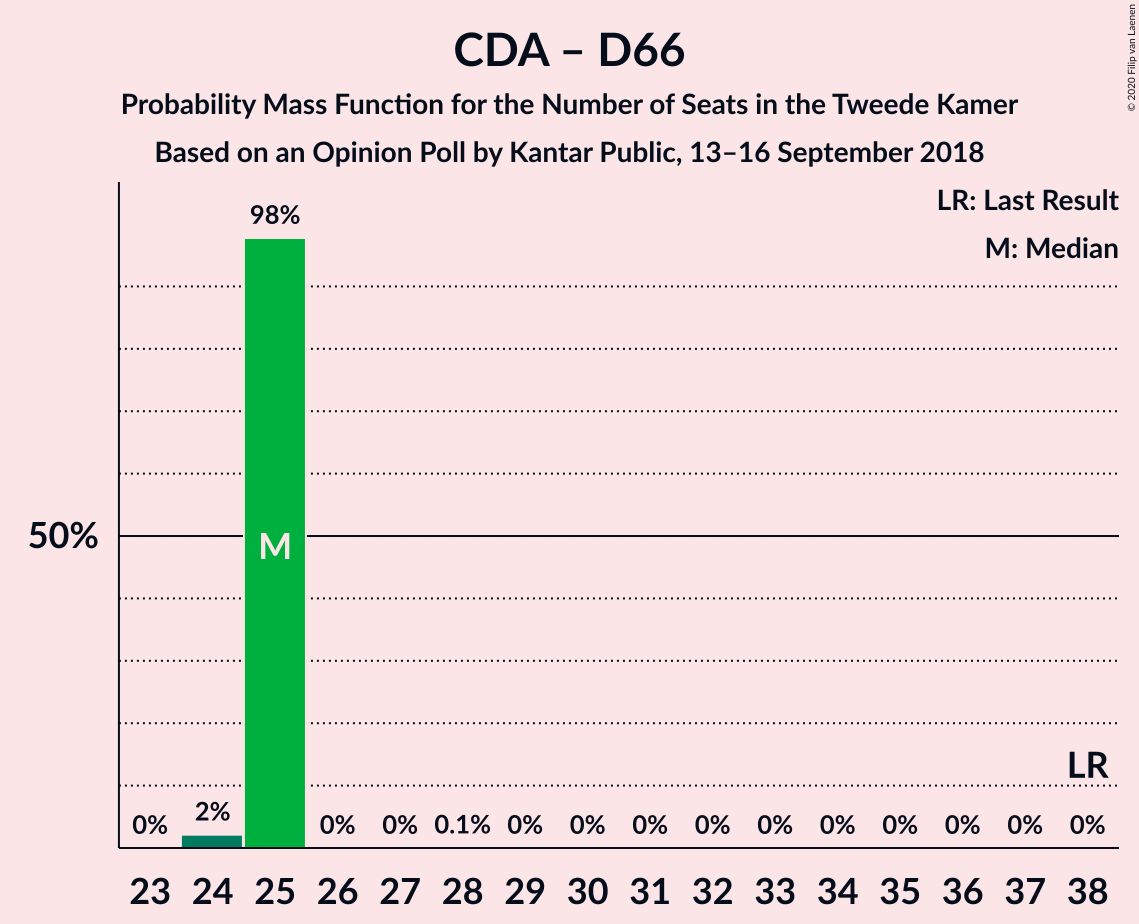 CDA – D66
Probability Mass Function for the Number of Seats in the Tweede Kamer
Based on an Opinion Poll by Kantar Public, 13–16 September 2018
© 2020 Filip van Laenen
LR: Last Result
M: Median
98%
50%
M
LR
0% 2% 0% 0% 0.1% 0% 0% 0% 0% 0% 0% 0% 0% 0% 0%
23 24 25 26 27 28 29 30 31 32 33 34 35 36 37 38